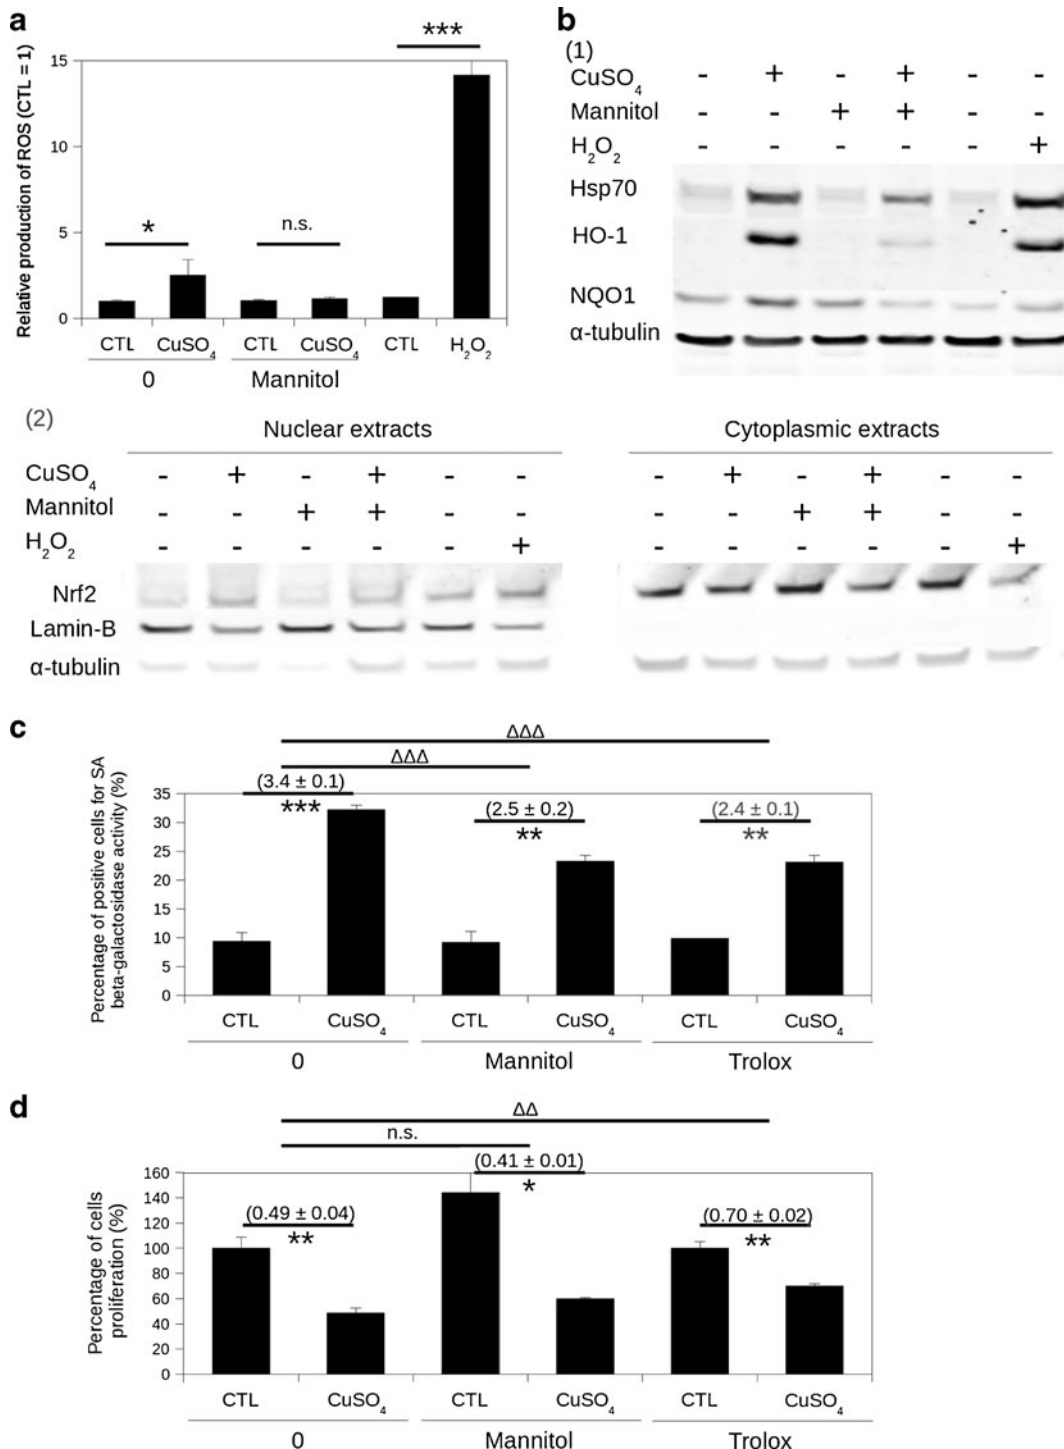 a
Relative production of ROS (CTL = 1)
15
10
5
0
*
n.s.
***
CTL CuSO4 CTL CuSO4 CTL H2O2
0 Mannitol
b
(1)
CuSO4 - + - + - -
Mannitol - - + + - -
H2O2 - - - - - +
Hsp70
HO-1
NQO1
α-tubulin
(2)
Nuclear extracts Cytoplasmic extracts
CuSO4 - + - + - - - + - + - -
Mannitol - - + + - - - - + + - -
H2O2 - - - - - + - - - - - +
Nrf2
Lamin-B
α-tubulin
c
ΔΔΔ
ΔΔΔ
Percentage of positive cells for SA
beta-galactosidase activity (%)
35
30
25
20
15
10
5
0
(3.4 ± 0.1)
***
(2.5 ± 0.2)
**
(2.4 ± 0.1)
**
CTL CuSO4 CTL CuSO4 CTL CuSO4
0 Mannitol Trolox
d
ΔΔ
n.s.
Percentage of cells
proliferation (%)
160
140
120
100
80
60
40
20
0
(0.49 ± 0.04)
**
(0.41 ± 0.01)
*
(0.70 ± 0.02)
**
CTL CuSO4 CTL CuSO4 CTL CuSO4
0 Mannitol Trolox